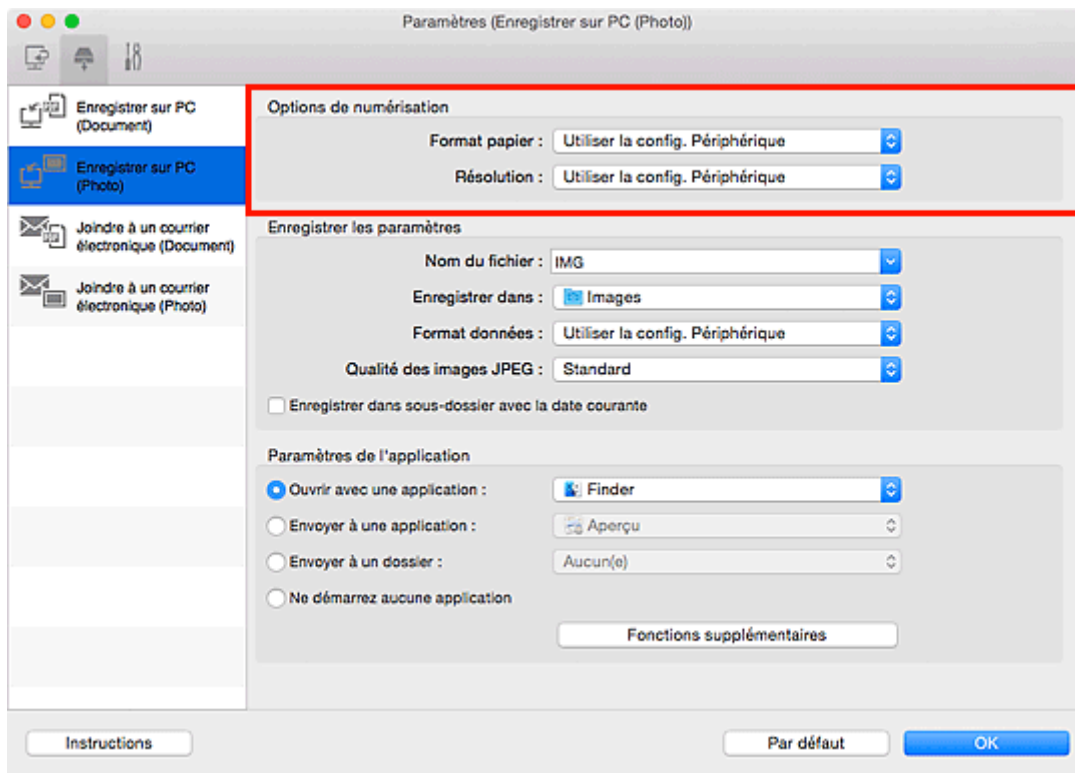 Paramètres (Enregistrer sur PC (Photo))
Enregistrer sur PC
(Document)
Enregistrer sur PC
(Photo)
Joindre à un courrier
électronique (Document)
Joindre à un courrier
électronique (Photo)
Options de numérisation
Format papier : Utiliser la config. Périphérique
Résolution : Utiliser la config. Périphérique
Enregistrer les paramètres
Nom du fichier : IMG
Enregistrer dans : Images
Format données : Utiliser la config. Périphérique
Qualité des images JPEG : Standard
Enregistrer dans sous-dossier avec la date courante
Paramètres de l'application
Ouvrir avec une application : Finder
Envoyer à une application : Aperçu
Envoyer à un dossier : Aucun(e)
Ne démarrez aucune application
Fonctions supplémentaires
Instructions Par défaut OK